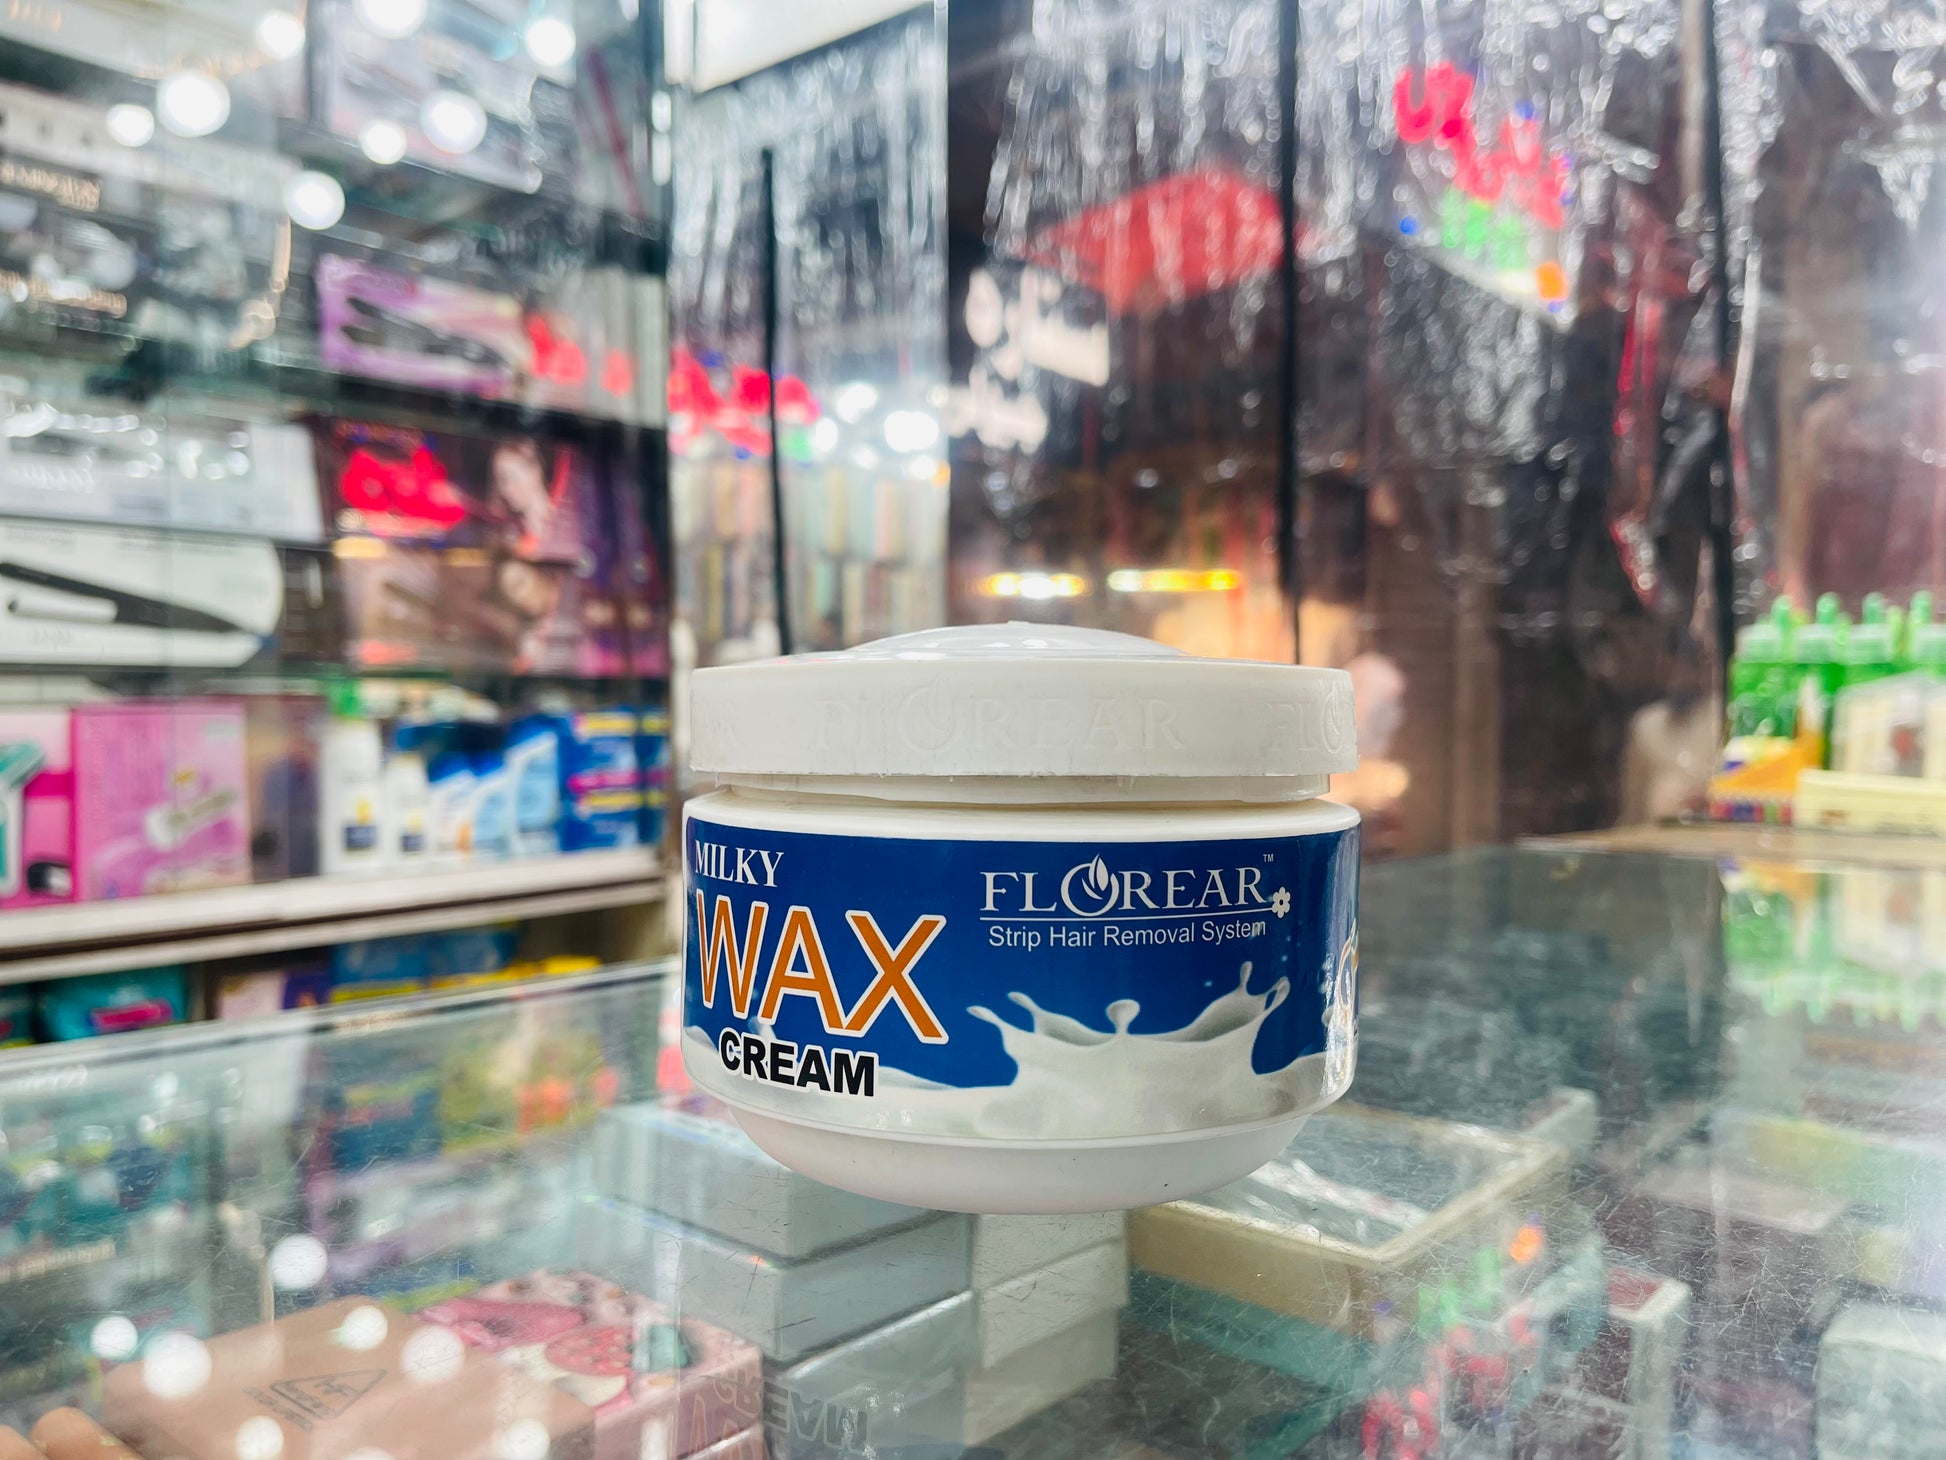 FLOREAR
MILKY
WAX
CREAM
FLOREAR™
Strip Hair Removal System